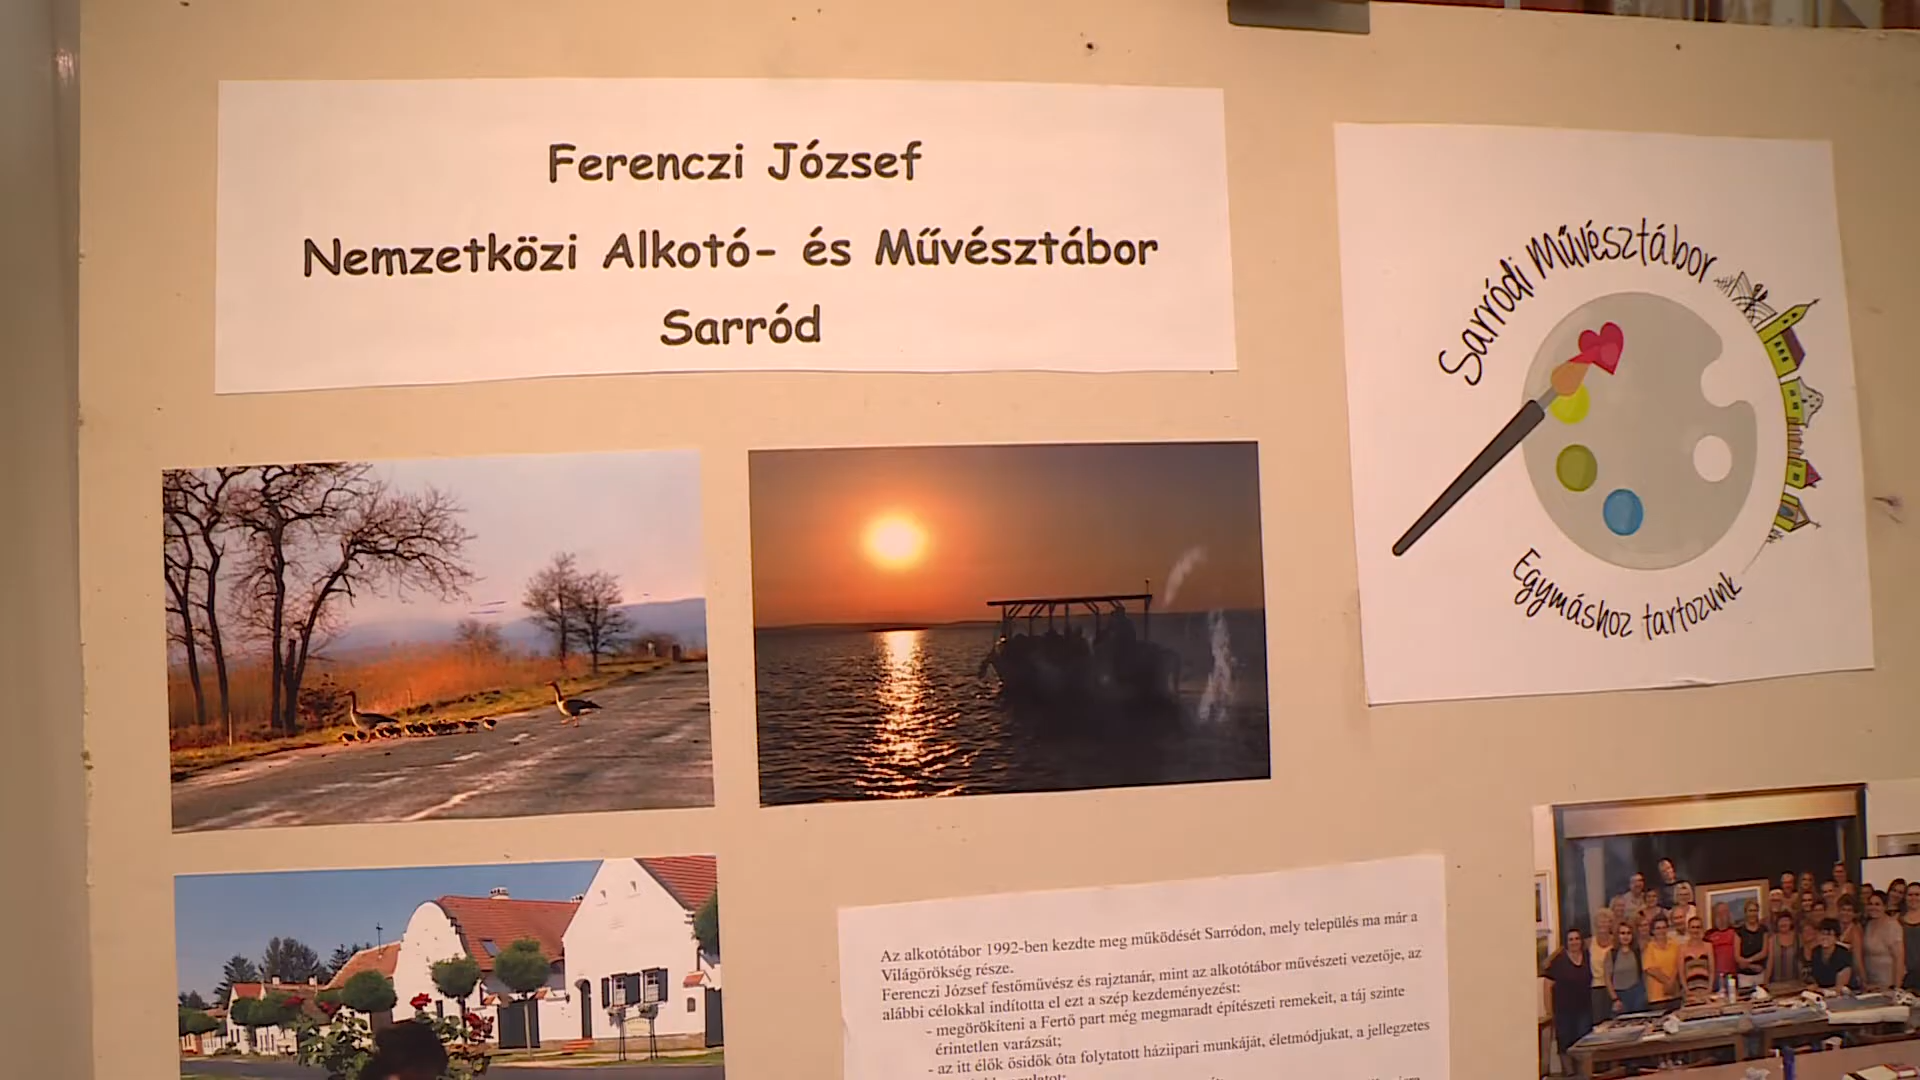 Ferenczi József
Nemzetközi Alkotó- és Művésztábor
Sarród
Sarródi Művésztábor
Egymáshoz tartozunk
Az alkotótábor 1992-ben kezdte meg működését Sarródon, mely település ma már a
Világörökség része.
Ferenczi József festőművész és rajztanár, mint az alkotótábor művészeti vezetője, az
alábbi célokkal indította el ezt a szép kezdeményezést:
- megörökíteni a Fertő part még megmaradt építészeti remekeit, a táj szinte
érintetlen varázsát;
- az itt élők ősidők óta folytatott háziipari munkáját, életmódjukat, a jellegzetes